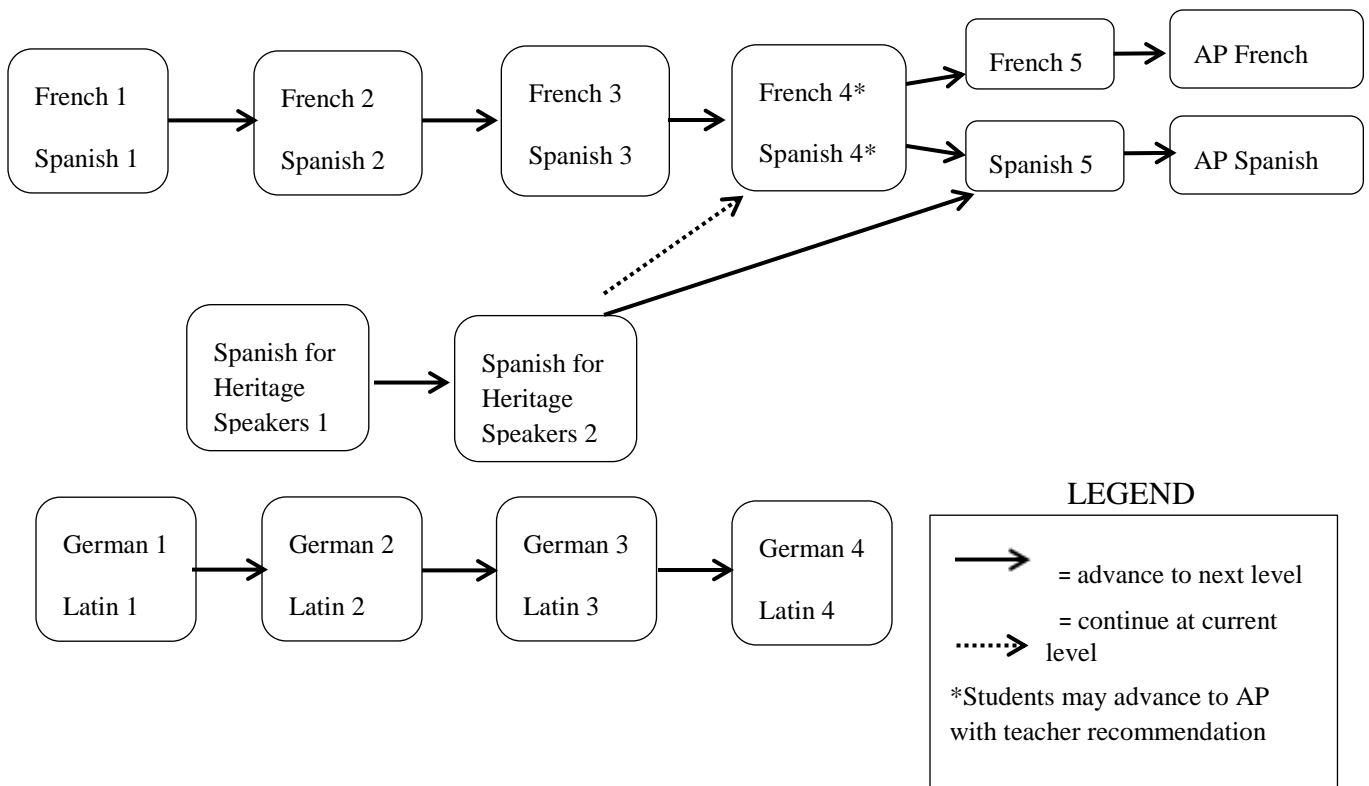 French 1
Spanish 1
French 2
Spanish 2
French 3
Spanish 3
French 4*
Spanish 4*
French 5
AP French
Spanish 5
AP Spanish
Spanish for
Heritage
Speakers 1
Spanish for
Heritage
Speakers 2
German 1
Latin 1
German 2
Latin 2
German 3
Latin 3
German 4
Latin 4
LEGEND
= advance to next level
= continue at current
level
*Students may advance to AP
with teacher recommendation